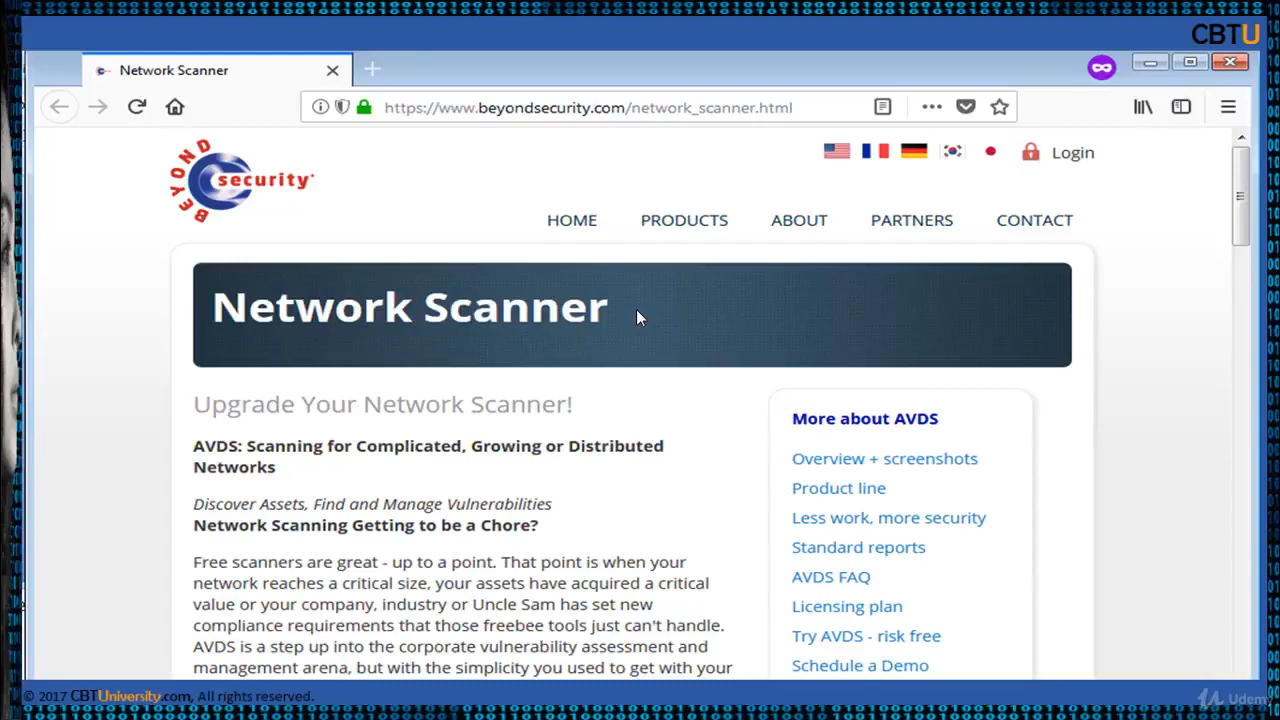 CBTU
Network Scanner
https://www.beyondsecurity.com/network_scanner.html
BEYOND
security
Login
HOME PRODUCTS ABOUT PARTNERS CONTACT
Network Scanner
Upgrade Your Network Scanner!
AVDS: Scanning for Complicated, Growing or Distributed
Networks
Discover Assets, Find and Manage Vulnerabilities
Network Scanning Getting to be a Chore?
Free scanners are great - up to a point. That point is when your
network reaches a critical size, your assets have acquired a critical
value or your company, industry or Uncle Sam has set new
compliance requirements that those freebee tools just can't handle.
AVDS is a step up into the corporate vulnerability assessment and
management arena, but with the simplicity you used to get with your
More about AVDS
Overview + screenshots
Product line
Less work, more security
Standard reports
AVDS FAQ
Licensing plan
Try AVDS - risk free
Schedule a Demo
© 2017 CBTUniversity.com, All rights reserved.
Udemy